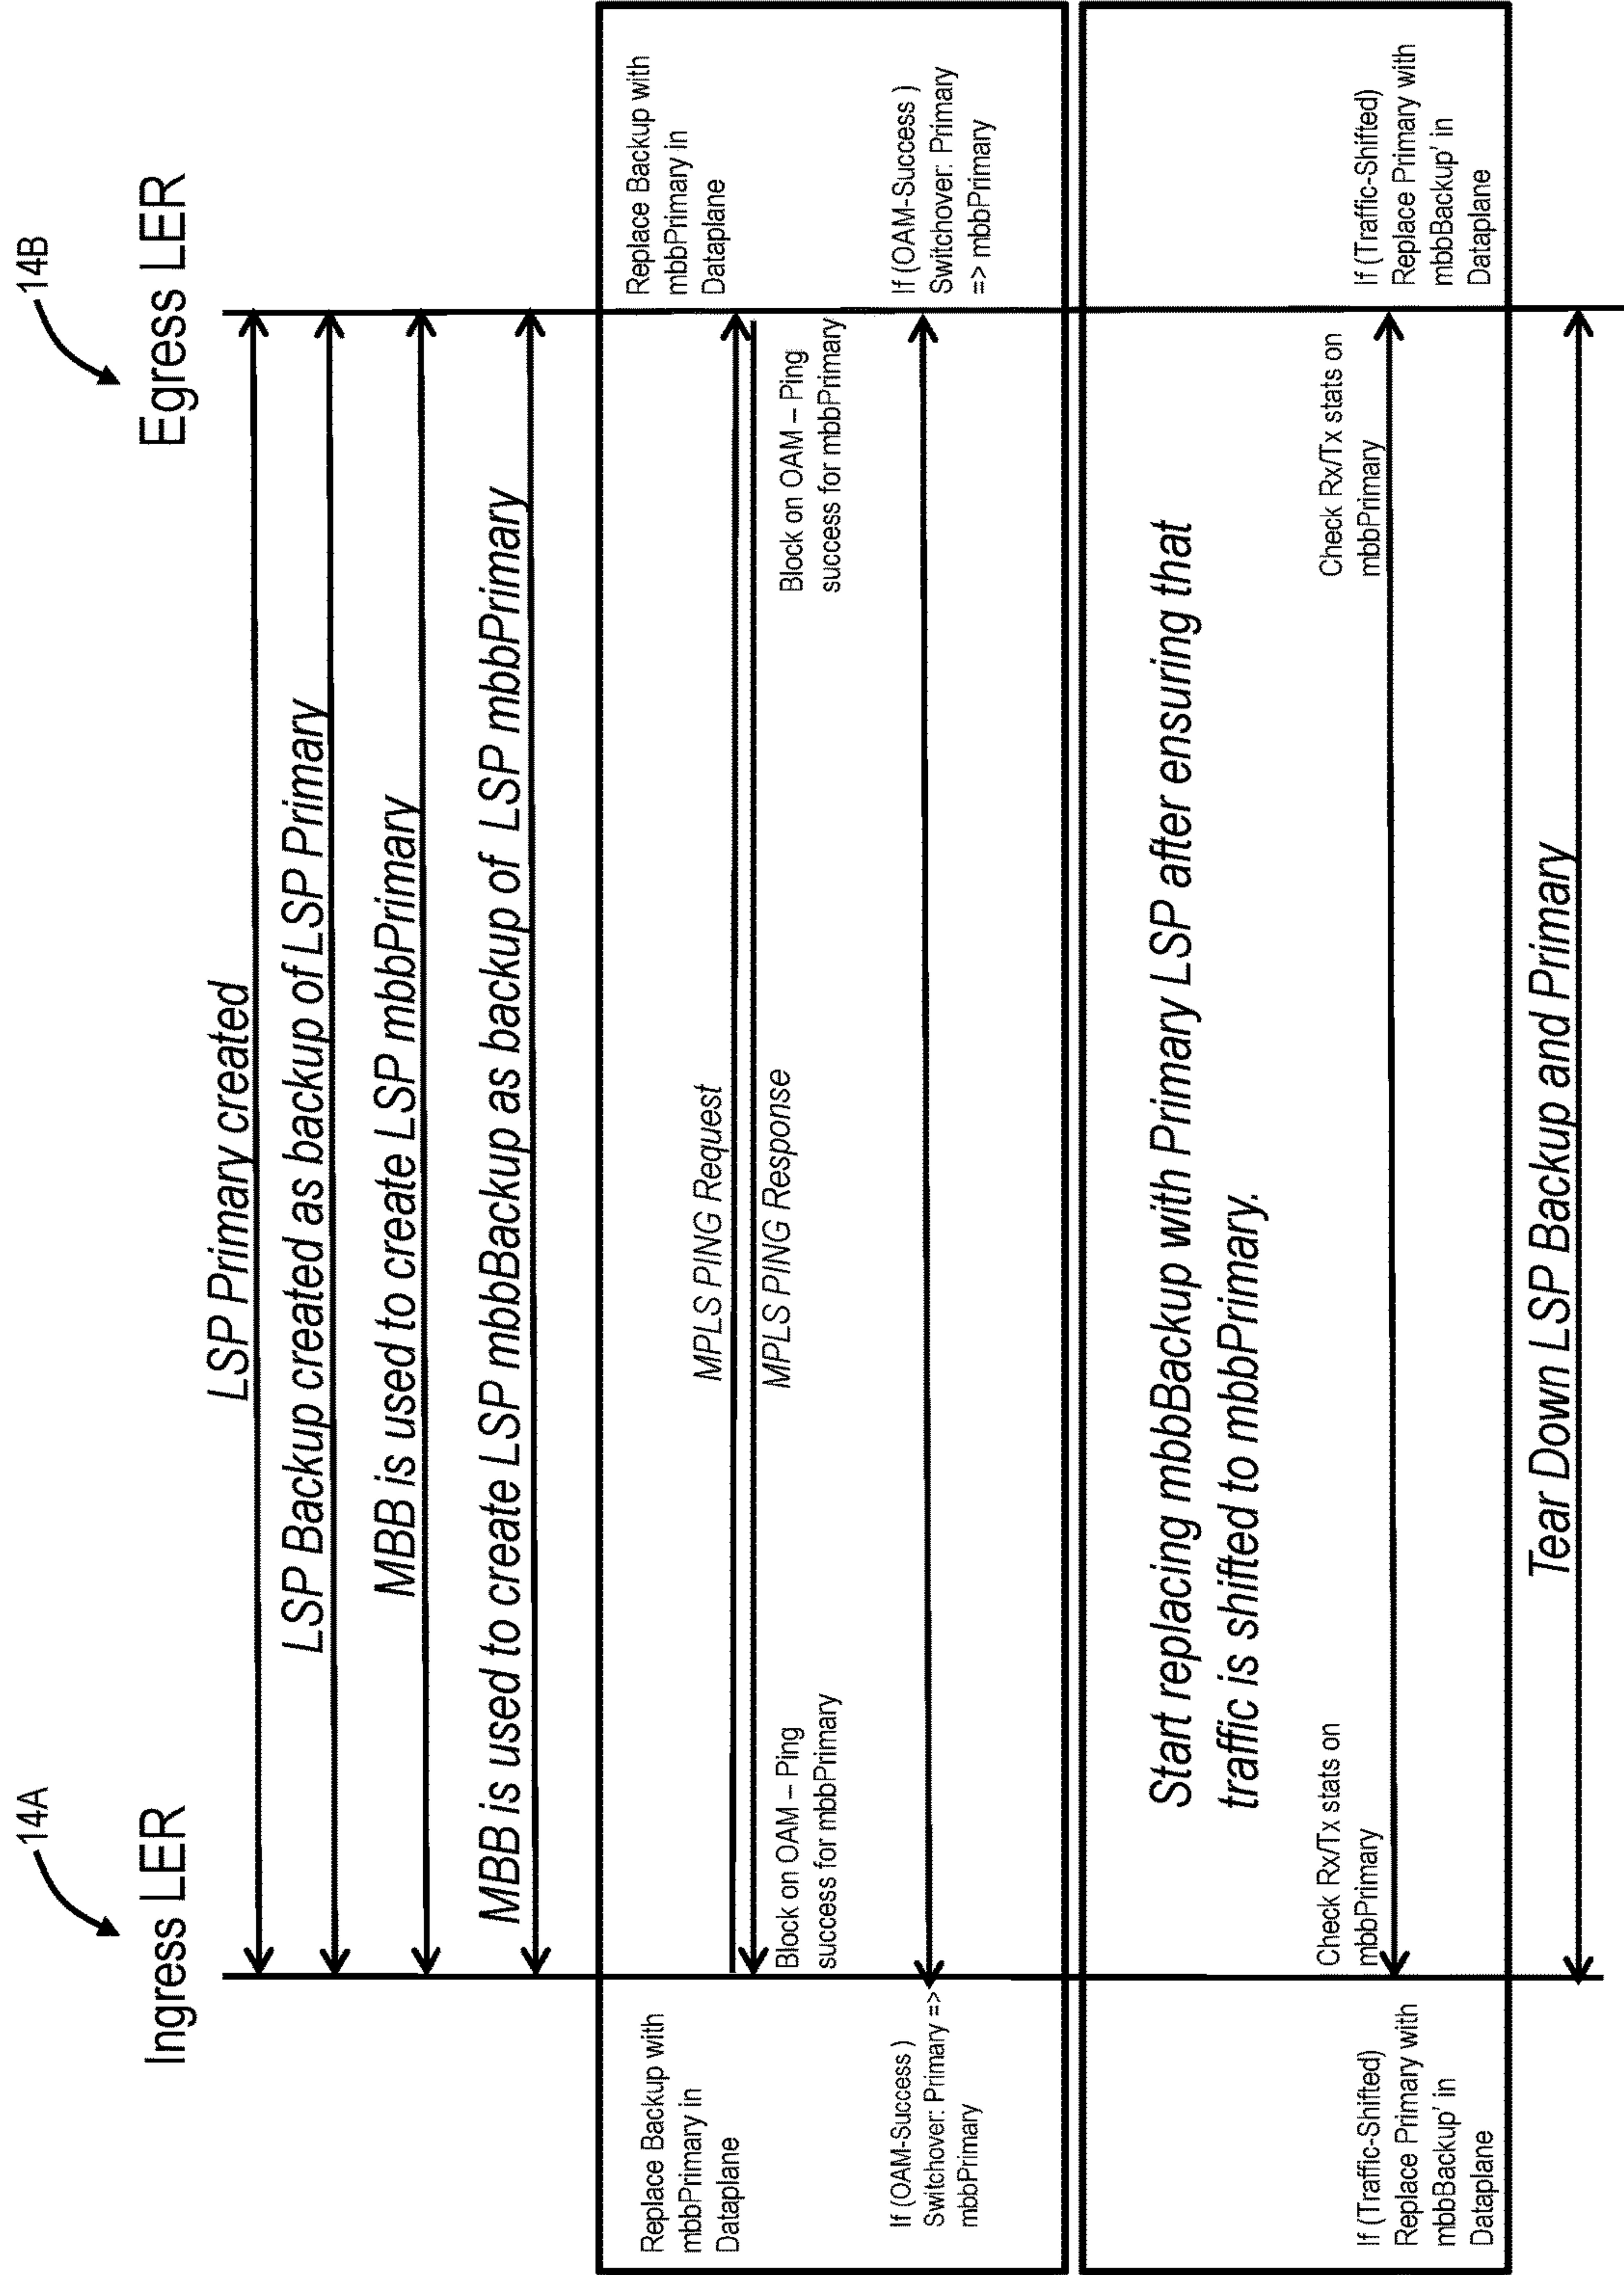 14A
14B
Ingress LER
Egress LER
LSP Primary created
LSP Backup created as backup of LSP Primary
MBB is used to create LSP mbbPrimary
MBB is used to create LSP mbbBackup as backup of LSP mbbPrimary
Replace Backup with
mbbPrimary in
Dataplane
MPLS PING Request
MPLS PING Response
Replace Backup with
mbbPrimary in
Dataplane
Block on OAM – Ping
success for mbbPrimary
Block on OAM – Ping
success for mbbPrimary
If (OAM-Success )
Switchover: Primary =>
mbbPrimary
If (OAM-Success )
Switchover: Primary
=> mbbPrimary
Start replacing mbbBackup with Primary LSP after ensuring that
traffic is shifted to mbbPrimary.
Check Rx/Tx stats on
mbbPrimary
Check Rx/Tx stats on
mbbPrimary
If (Traffic-Shifted)
Replace Primary with
mbbBackup' in
Dataplane
If (Traffic-Shifted)
Replace Primary with
mbbBackup' in
Dataplane
Tear Down LSP Backup and Primary